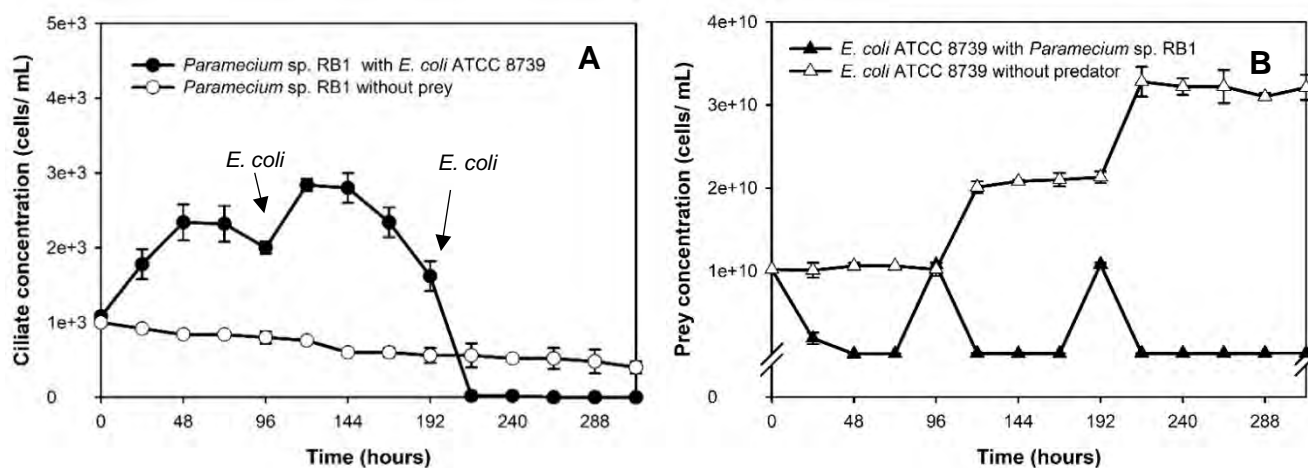 A
5e+3
4e+3
3e+3
2e+3
1e+3
0
Ciliate concentration (cells/ mL)
Paramecium sp. RB1 with E. coli ATCC 8739
Paramecium sp. RB1 without prey
E. coli
E. coli
0 48 96 144 192 240 288
Time (hours)
B
4e+10
3e+10
2e+10
1e+10
0
Prey concentration (cells/ mL)
E. coli ATCC 8739 with Paramecium sp. RB1
E. coli ATCC 8739 without predator
0 48 96 144 192 240 288
Time (hours)